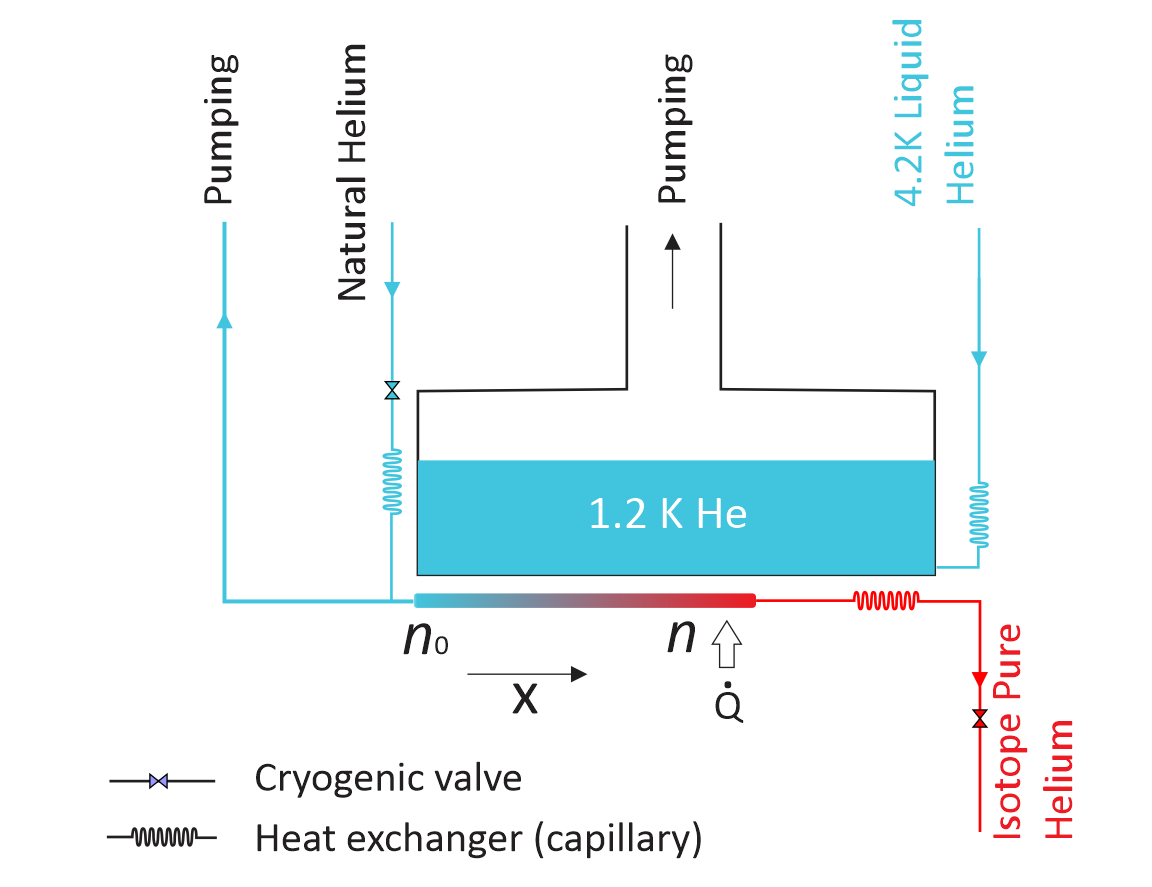 Pumping
Natural Helium
Pumping
4.2K Liquid
Helium
1.2 K He
n₀
n
x
Q̇
Isotope Pure
Helium
Cryogenic valve
Heat exchanger (capillary)